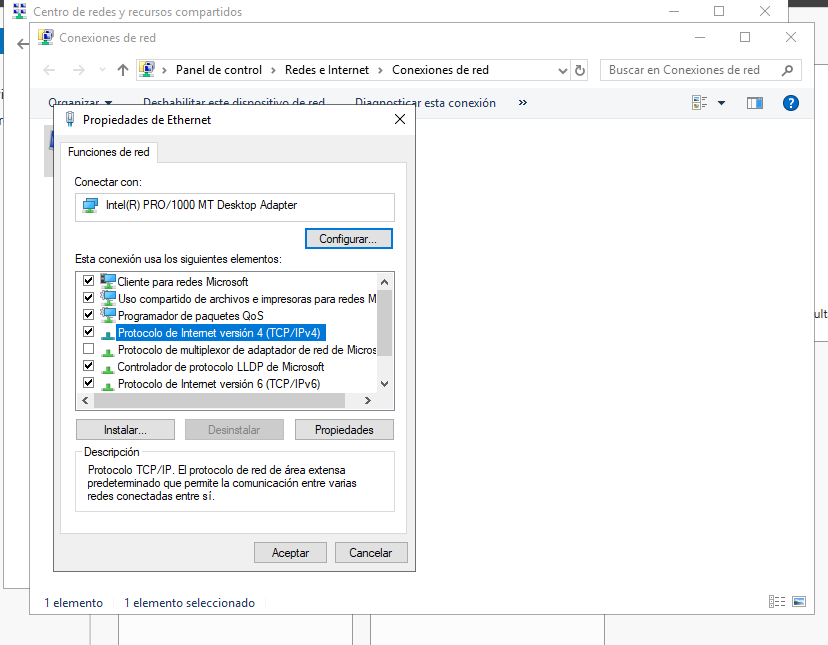 Centro de redes y recursos compartidos
Conexiones de red
Panel de control > Redes e Internet > Conexiones de red
Buscar en Conexiones de red
Organizar
Deshabilitar este dispositivo de red
Diagnosticar esta conexión
»
?
Propiedades de Ethernet
Funciones de red
Conectar con:
Intel(R) PRO/1000 MT Desktop Adapter
Configurar...
Esta conexión usa los siguientes elementos:
Cliente para redes Microsoft
Uso compartido de archivos e impresoras para redes M
Programador de paquetes QoS
Protocolo de Internet versión 4 (TCP/IPv4)
Protocolo de multiplexor de adaptador de red de Micros
Controlador de protocolo LLDP de Microsoft
Protocolo de Internet versión 6 (TCP/IPv6)
Instalar...
Desinstalar
Propiedades
Descripción
Protocolo TCP/IP. El protocolo de red de área extensa
predeterminado que permite la comunicación entre varias
redes conectadas entre sí.
Aceptar
Cancelar
ult
1 elemento
1 elemento seleccionado